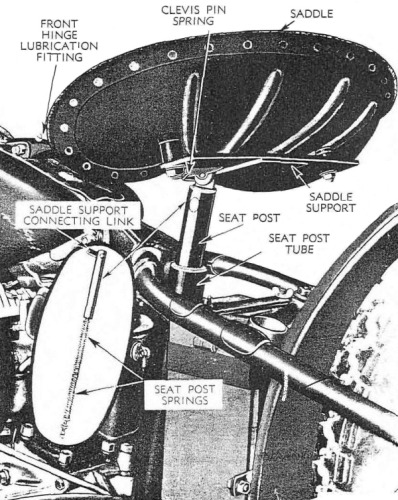 CLEVIS PIN
SPRING
SADDLE
FRONT
HINGE
LUBRICATION
FITTING
SADDLE
SUPPORT
SADDLE SUPPORT
CONNECTING LINK
SEAT POST
SEAT POST
TUBE
SEAT POST
SPRINGS